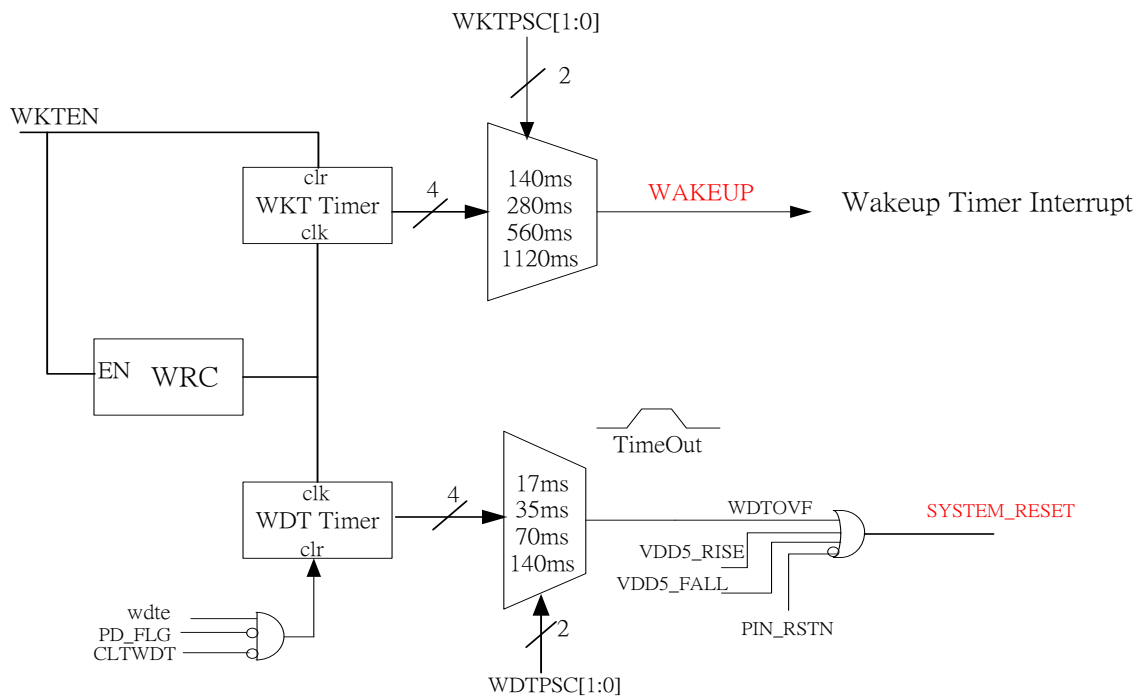 WKTPSC[1:0]
2
WKTEN
clr
WKT Timer
clk
4
140ms
280ms
560ms
1120ms
WAKEUP
Wakeup Timer Interrupt
EN
WRC
TimeOut
clk
WDT Timer
clr
4
17ms
35ms
70ms
140ms
WDTOVF
VDD5_RISE
VDD5_FALL
PIN_RSTN
SYSTEM_RESET
wdte
PD_FLG
CLTWDT
2
WDTPSC[1:0]